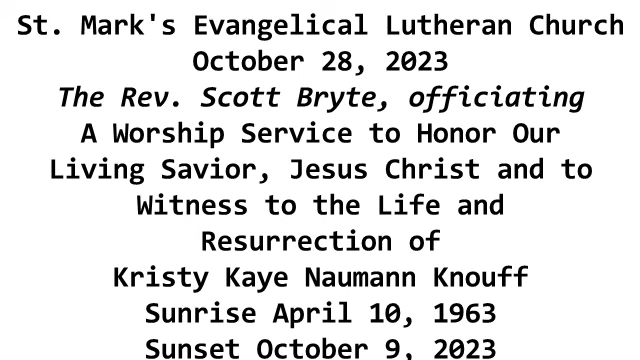 St. Mark's Evangelical Lutheran Church
October 28, 2023
The Rev. Scott Bryte, officiating
A Worship Service to Honor Our
Living Savior, Jesus Christ and to
Witness to the Life and
Resurrection of
Kristy Kaye Naumann Knouff
Sunrise April 10, 1963
Sunset October 9, 2023